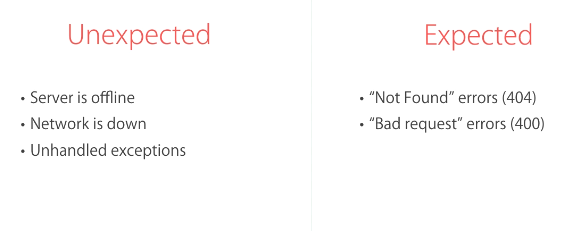 Unexpected
• Server is offline
• Network is down
• Unhandled exceptions
Expected
• “Not Found” errors (404)
• “Bad request” errors (400)